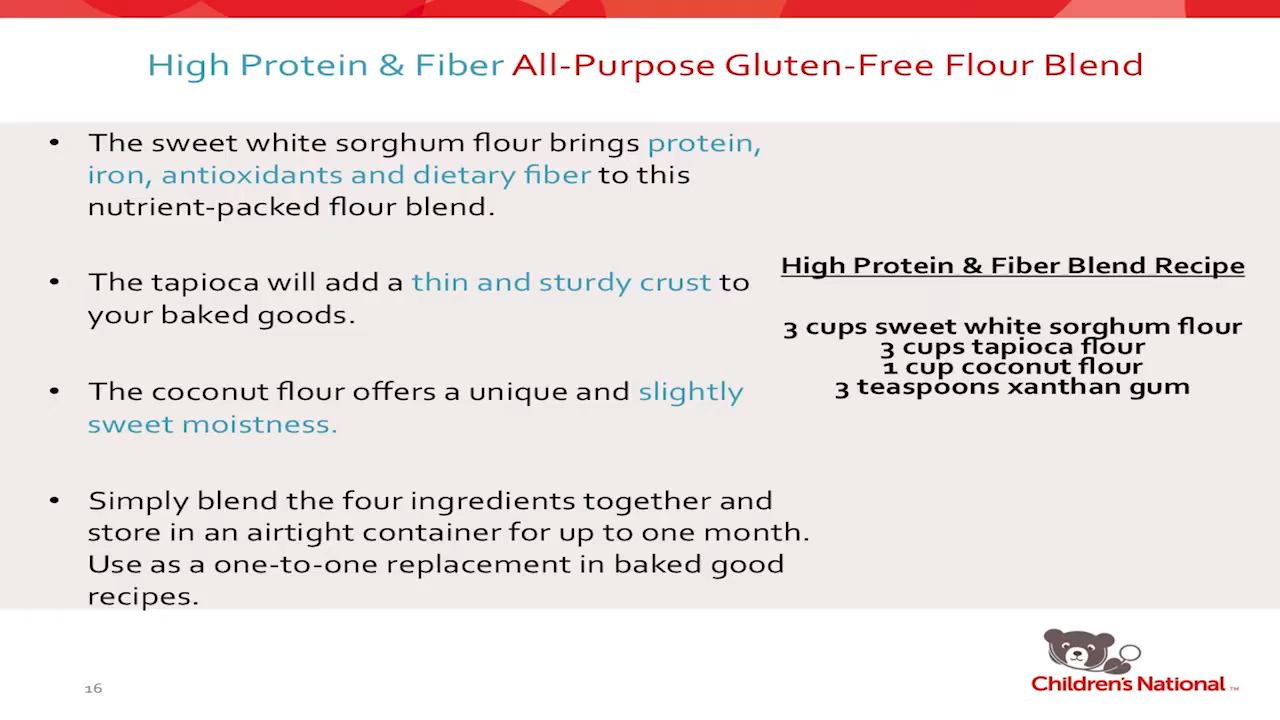 High Protein & Fiber All-Purpose Gluten-Free Flour Blend
• The sweet white sorghum flour brings protein,
iron, antioxidants and dietary fiber to this
nutrient-packed flour blend.
• The tapioca will add a thin and sturdy crust to
your baked goods.
• The coconut flour offers a unique and slightly
sweet moistness.
• Simply blend the four ingredients together and
store in an airtight container for up to one month.
Use as a one-to-one replacement in baked good
recipes.
High Protein & Fiber Blend Recipe
3 cups sweet white sorghum flour
3 cups tapioca flour
1 cup coconut flour
3 teaspoons xanthan gum
16
Children's National ™